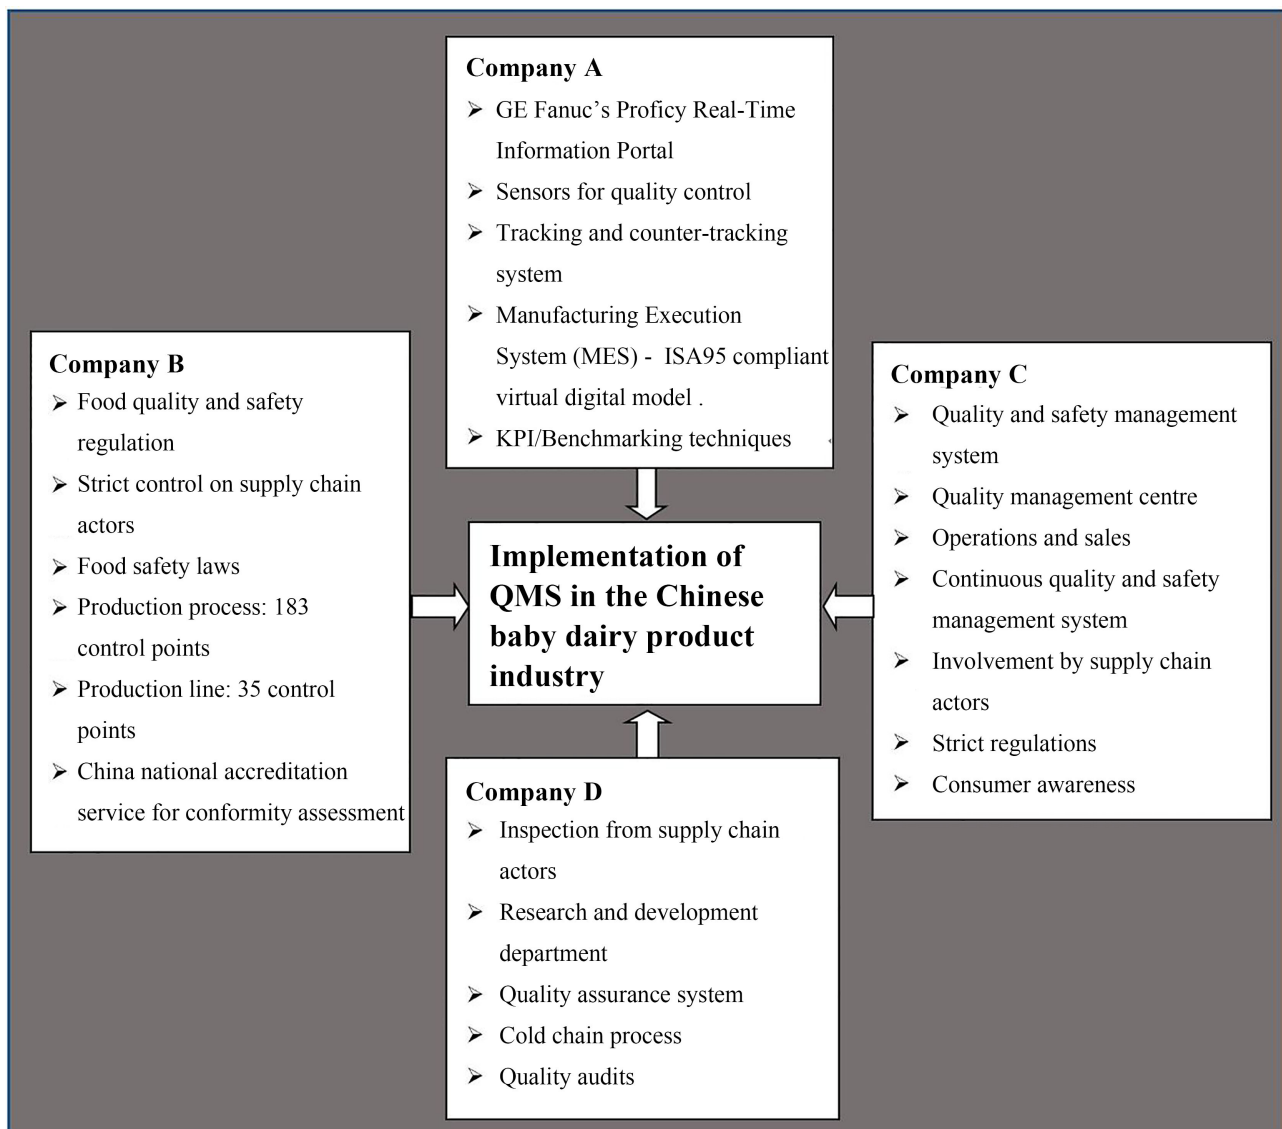 Company A
➢ GE Fanuc’s Proficy Real-Time
Information Portal
➢ Sensors for quality control
➢ Tracking and counter-tracking
system
➢ Manufacturing Execution
System (MES) - ISA95 compliant
virtual digital model .
➢ KPI/Benchmarking techniques
Company B
➢ Food quality and safety
regulation
➢ Strict control on supply chain
actors
➢ Food safety laws
➢ Production process: 183
control points
➢ Production line: 35 control
points
➢ China national accreditation
service for conformity assessment
Implementation of
QMS in the Chinese
baby dairy product
industry
Company C
➢ Quality and safety management
system
➢ Quality management centre
➢ Operations and sales
➢ Continuous quality and safety
management system
➢ Involvement by supply chain
actors
➢ Strict regulations
➢ Consumer awareness
Company D
➢ Inspection from supply chain
actors
➢ Research and development
department
➢ Quality assurance system
➢ Cold chain process
➢ Quality audits